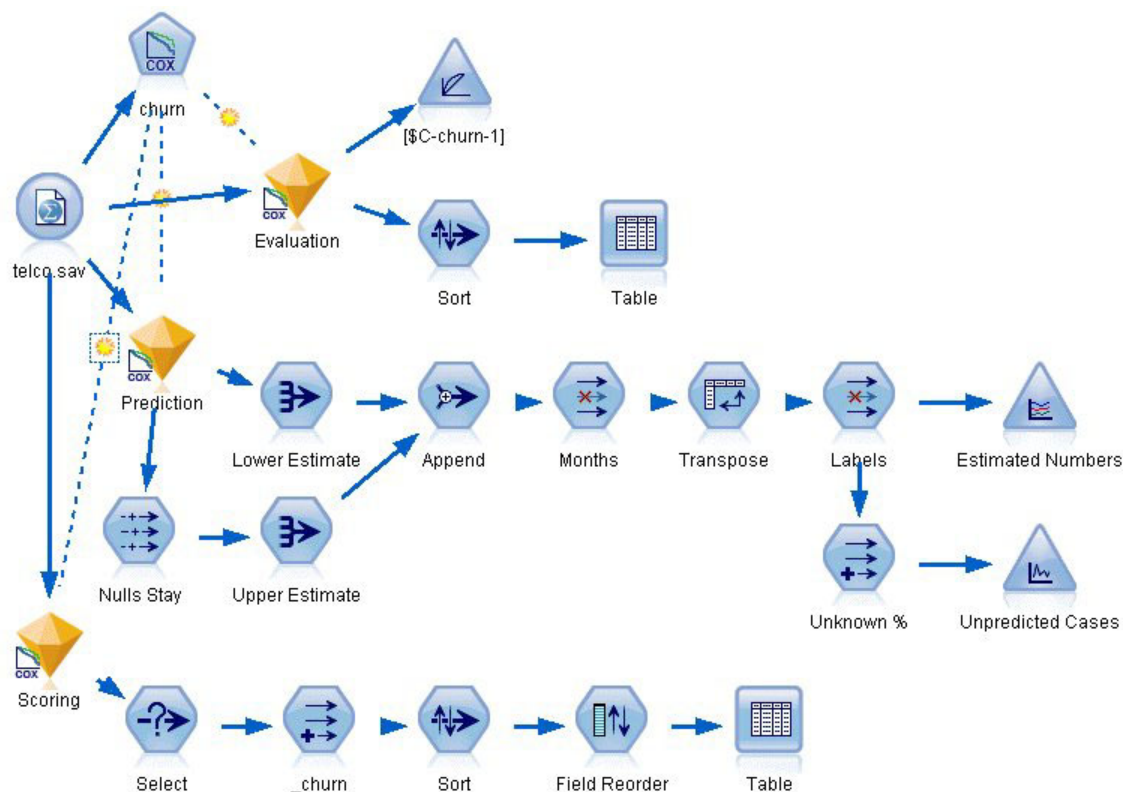 COX
churn
[$C-churn-1]
COX
Evaluation
telco.sav
Sort
Table
COX
Prediction
Lower Estimate
Append
Months
Transpose
Labels
Estimated Numbers
Nulls Stay
Upper Estimate
Unknown %
Unpredicted Cases
COX
Scoring
Select
_churn
Sort
Field Reorder
Table